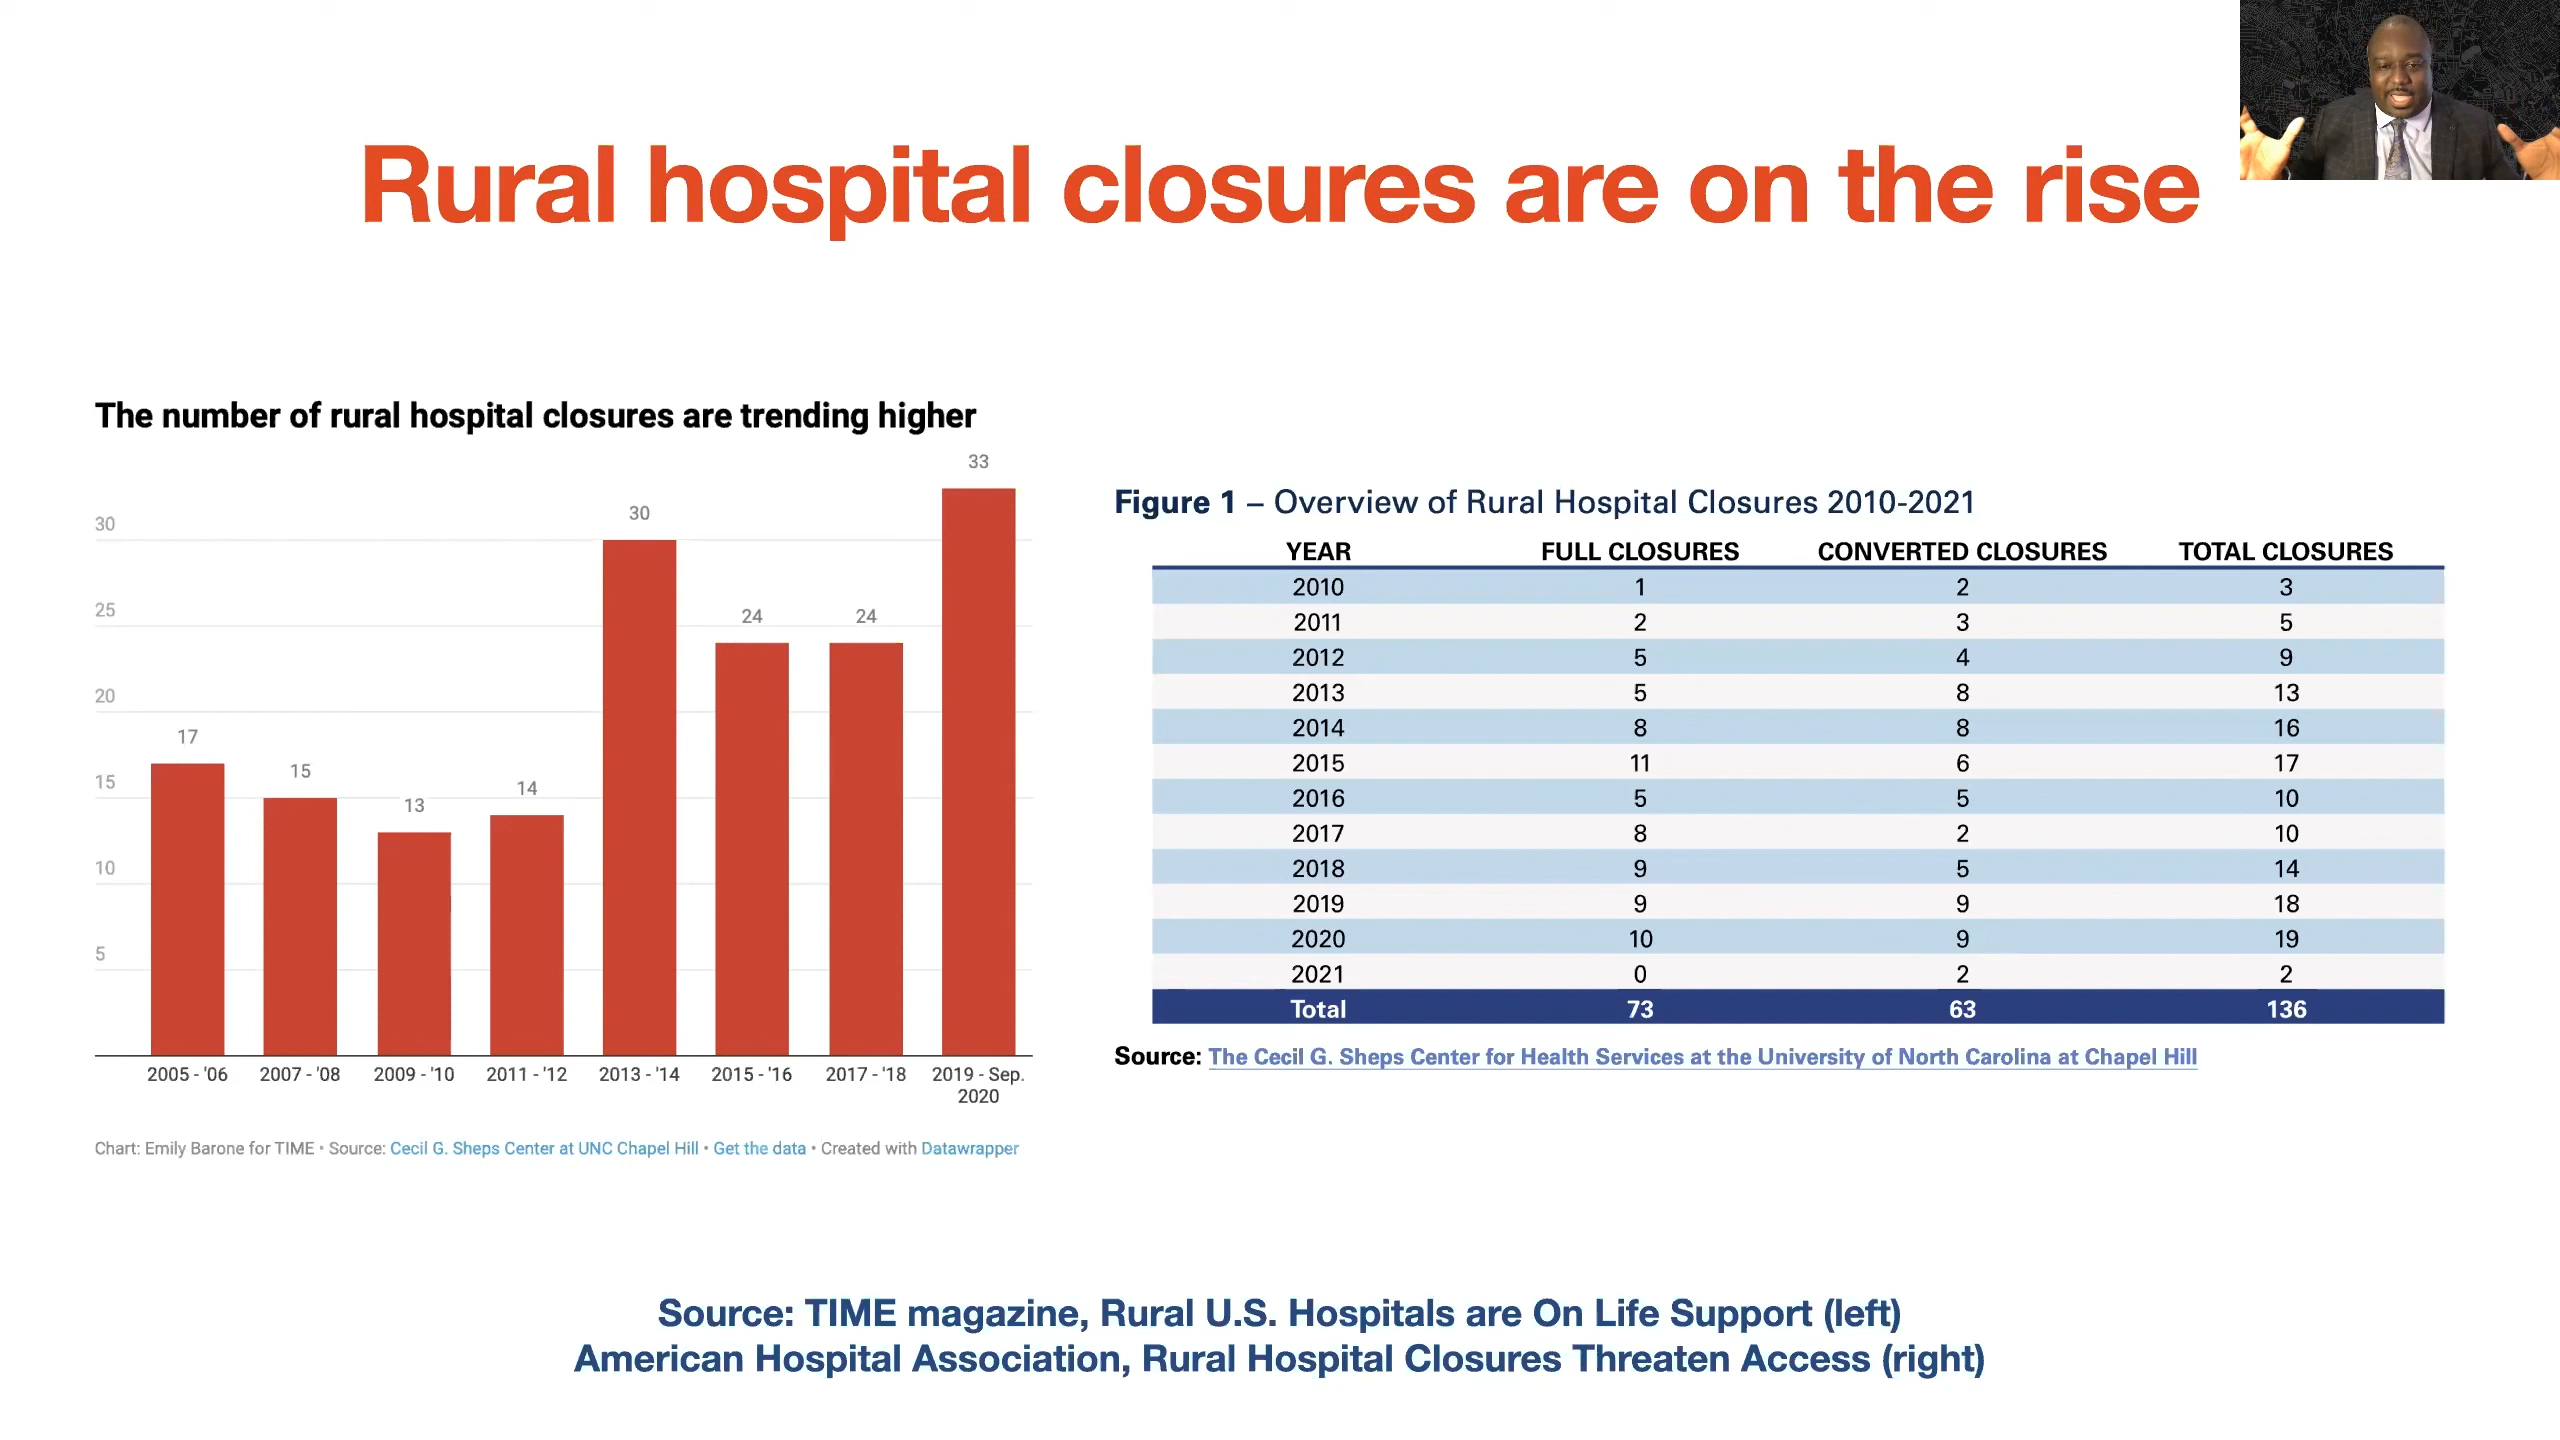 Rural hospital closures are on the rise
The number of rural hospital closures are trending higher
33
30
30
25
24
24
20
17
15
15
14
13
10
5
2005 - '06 2007 - '08 2009 - '10 2011 - '12 2013 - '14 2015 - '16 2017 - '18 2019 - Sep.
2020
Chart: Emily Barone for TIME • Source: Cecil G. Sheps Center at UNC Chapel Hill • Get the data • Created with Datawrapper
Figure 1 – Overview of Rural Hospital Closures 2010-2021
YEAR FULL CLOSURES CONVERTED CLOSURES TOTAL CLOSURES
2010 1 2 3
2011 2 3 5
2012 5 4 9
2013 5 8 13
2014 8 8 16
2015 11 6 17
2016 5 5 10
2017 8 2 10
2018 9 5 14
2019 9 9 18
2020 10 9 19
2021 0 2 2
Total 73 63 136
Source: The Cecil G. Sheps Center for Health Services at the University of North Carolina at Chapel Hill
Source: TIME magazine, Rural U.S. Hospitals are On Life Support (left)
American Hospital Association, Rural Hospital Closures Threaten Access (right)